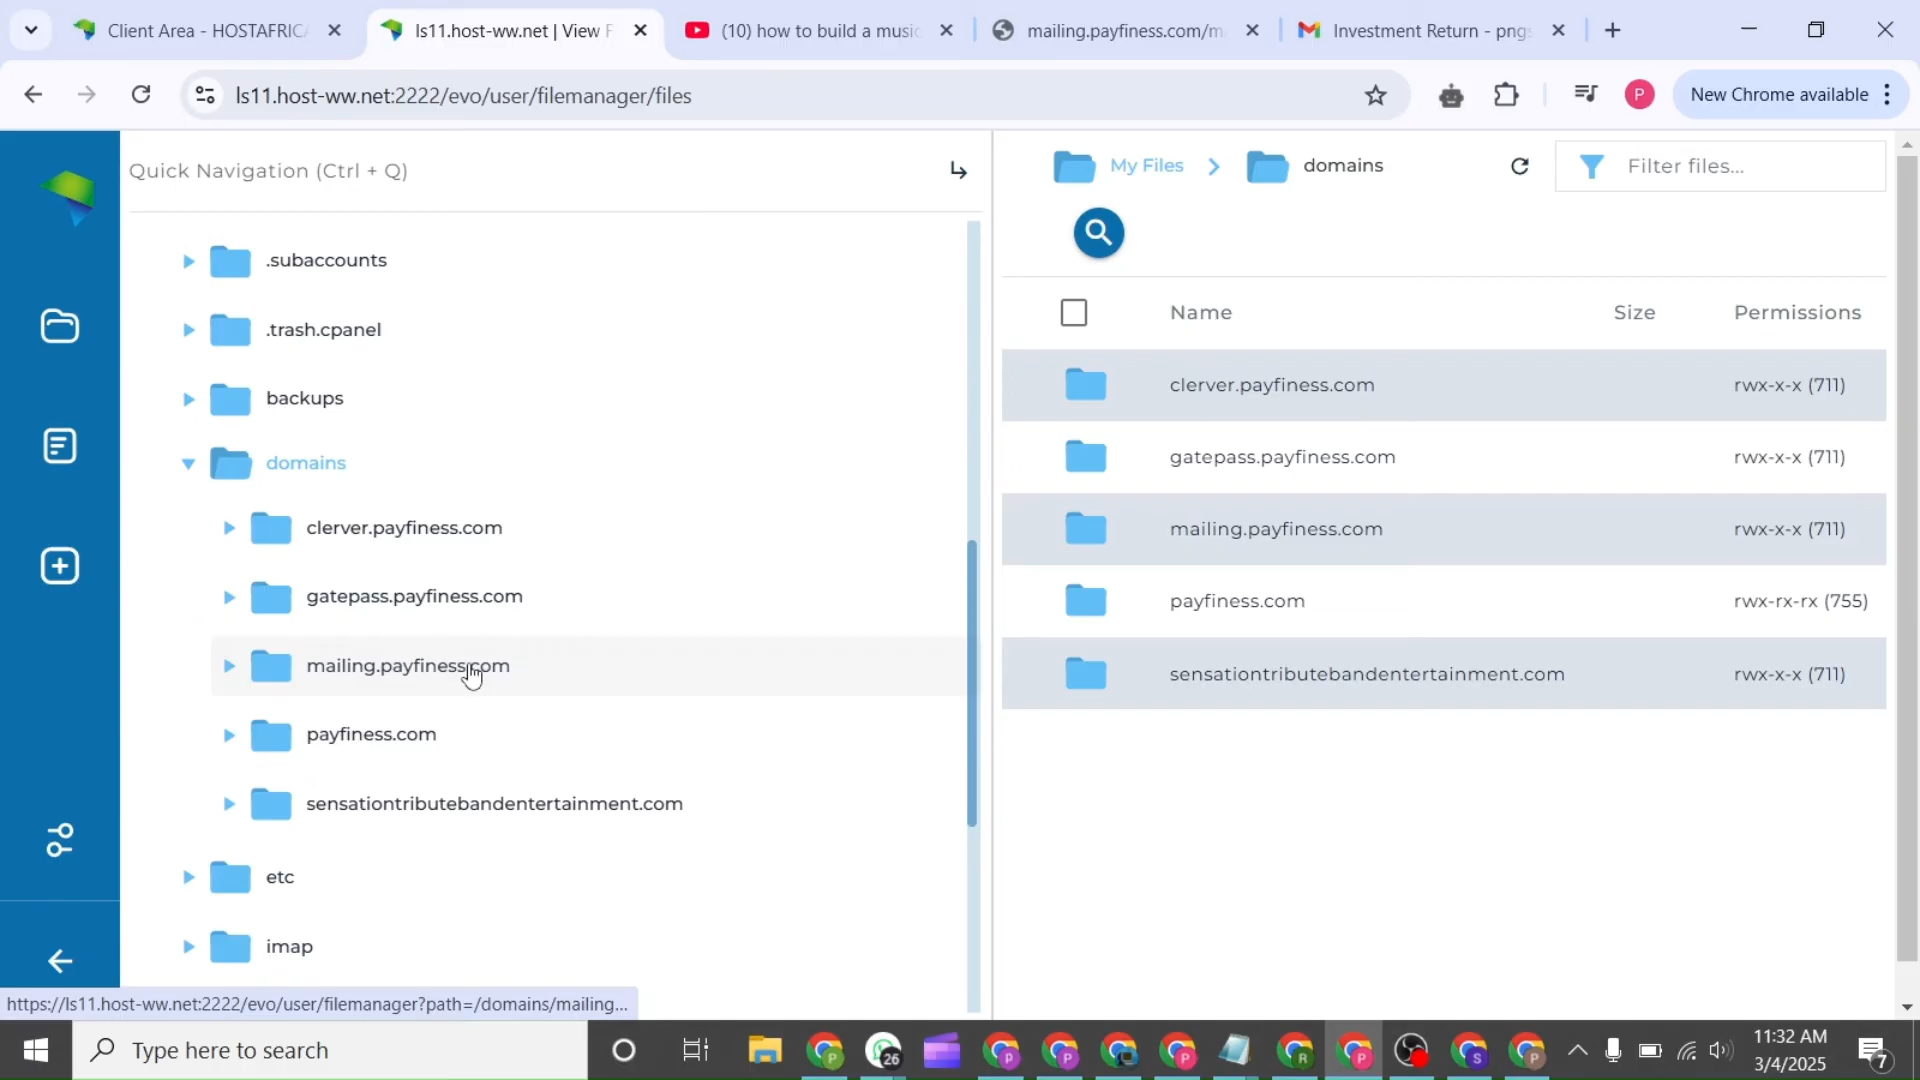 Client Area - HOSTAFRICA
ls11.host-ww.net | View F
(10) how to build a music
mailing.payfiness.com/m
Investment Return - png
ls11.host-ww.net:2222/evo/user/filemanager/files
P
New Chrome available
Quick Navigation (Ctrl + Q)
.subaccounts
.trash.cpanel
backups
domains
clerver.payfiness.com
gatepass.payfiness.com
mailing.payfiness.com
payfiness.com
sensationtributebandentertainment.com
etc
imap
My Files
domains
Filter files...
Name
Size
Permissions
clerver.payfiness.com
rwx-x-x (711)
gatepass.payfiness.com
rwx-x-x (711)
mailing.payfiness.com
rwx-x-x (711)
payfiness.com
rwx-rx-rx (755)
sensationtributebandentertainment.com
rwx-x-x (711)
https://ls11.host-ww.net:2222/evo/user/filemanager?path=/domains/mailing...
Type here to search
26
11:32 AM
3/4/2025
7